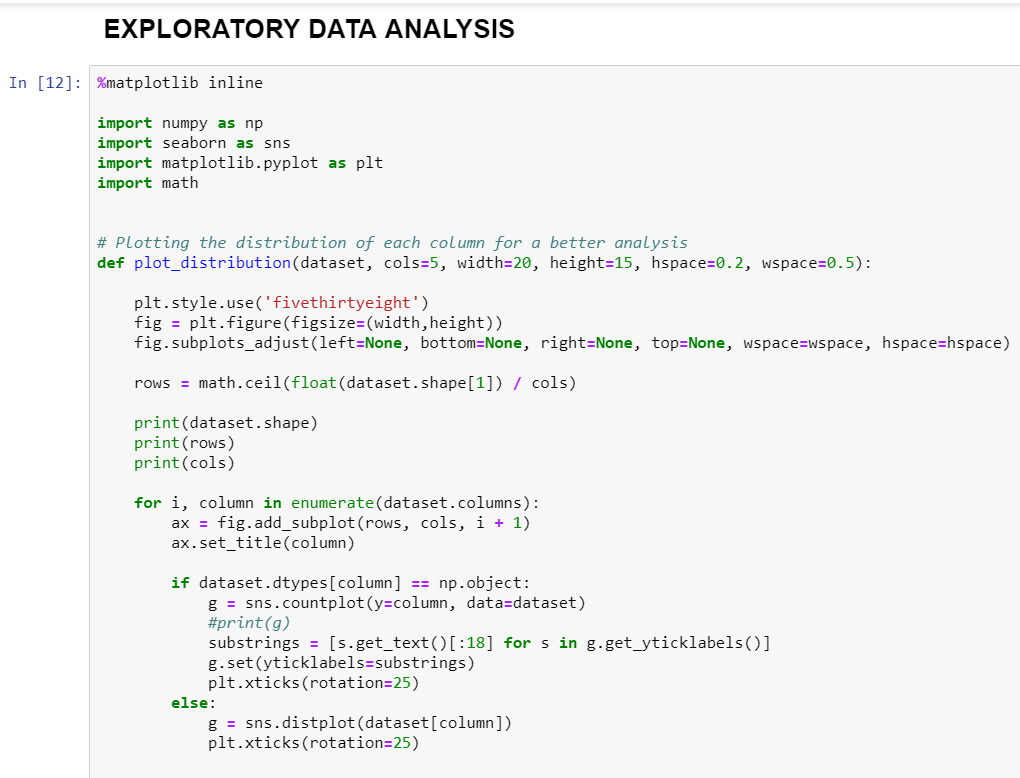 EXPLORATORY DATA ANALYSIS
In [12]: %matplotlib inline
import numpy as np
import seaborn as sns
import matplotlib.pyplot as plt
import math
# Plotting the distribution of each column for a better analysis
def plot_distribution(dataset, cols=5, width=20, height=15, hspace=0.2, wspace=0.5):
    plt.style.use('fivethirtyeight')
    fig = plt.figure(figsize=(width,height))
    fig.subplots_adjust(left=None, bottom=None, right=None, top=None, wspace=wspace, hspace=hspace)
    rows = math.ceil(float(dataset.shape[1]) / cols)
    print(dataset.shape)
    print(rows)
    print(cols)
    for i, column in enumerate(dataset.columns):
        ax = fig.add_subplot(rows, cols, i + 1)
        ax.set_title(column)
        if dataset.dtypes[column] == np.object:
            g = sns.countplot(y=column, data=dataset)
            #print(g)
            substrings = [s.get_text()[:18] for s in g.get_yticklabels()]
            g.set(yticklabels=substrings)
            plt.xticks(rotation=25)
        else:
            g = sns.distplot(dataset[column])
            plt.xticks(rotation=25)